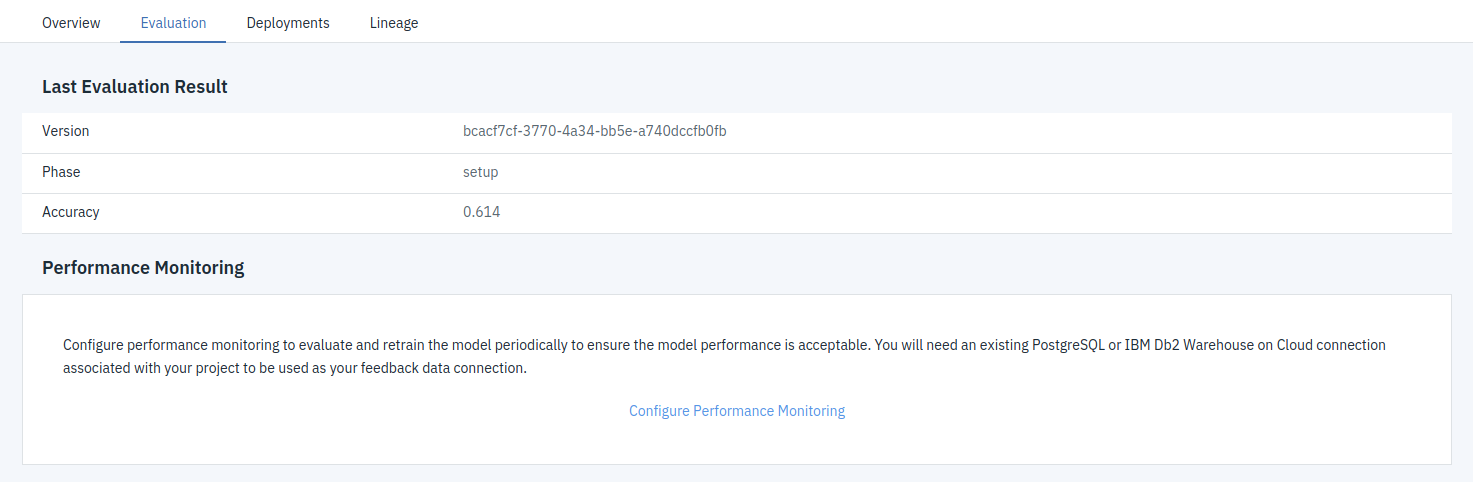 Overview Evaluation Deployments Lineage
Last Evaluation Result
Version bcacf7cf-3770-4a34-bb5e-a740dccfb0fb
Phase setup
Accuracy 0.614
Performance Monitoring
Configure performance monitoring to evaluate and retrain the model periodically to ensure the model performance is acceptable. You will need an existing PostgreSQL or IBM Db2 Warehouse on Cloud connection
associated with your project to be used as your feedback data connection.
Configure Performance Monitoring